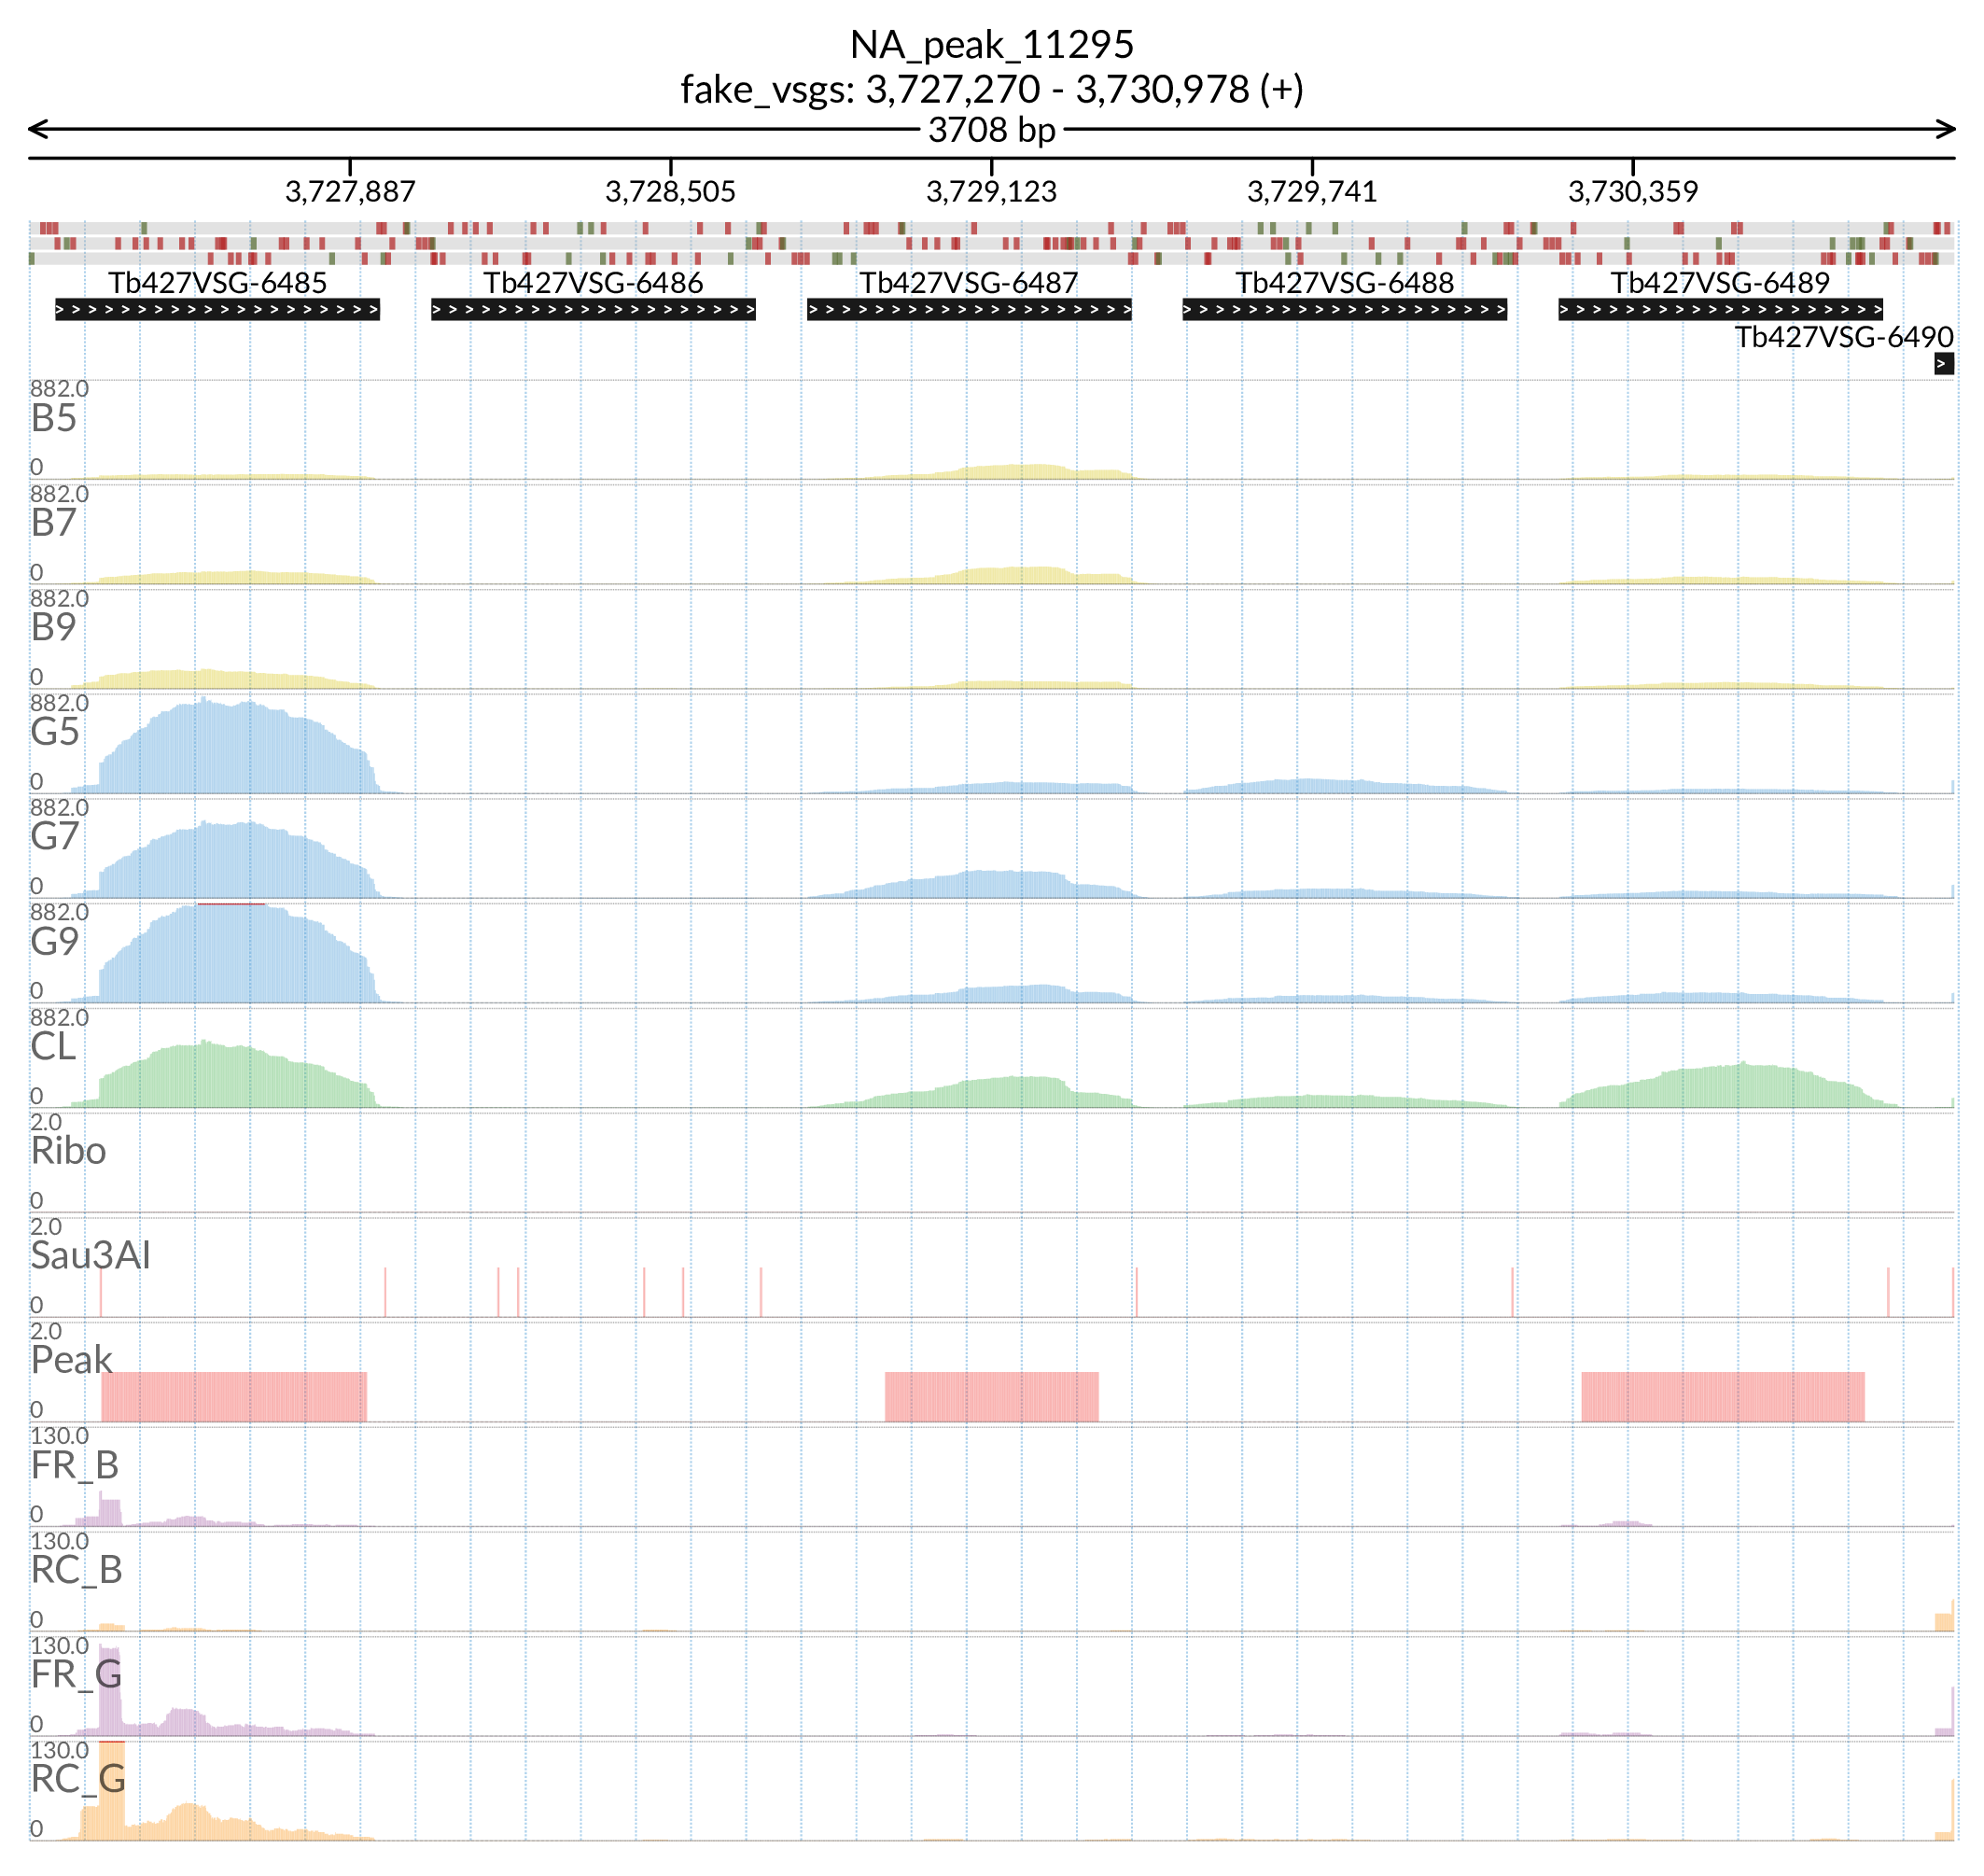 NA_peak_11295
fake_vsgs: 3,727,270 - 3,730,978 (+)
3708 bp
3,727,887 3,728,505 3,729,123 3,729,741 3,730,359
Tb427VSG-6485 Tb427VSG-6486 Tb427VSG-6487 Tb427VSG-6488 Tb427VSG-6489
Tb427VSG-6490
882.0
B5
0
882.0
B7
0
882.0
B9
0
882.0
G5
0
882.0
G7
0
882.0
G9
0
882.0
CL
0
2.0
Ribo
0
2.0
Sau3AI
0
2.0
Peak
0
130.0
FR_B
0
130.0
RC_B
0
130.0
FR_G
0
130.0
RC_G
0